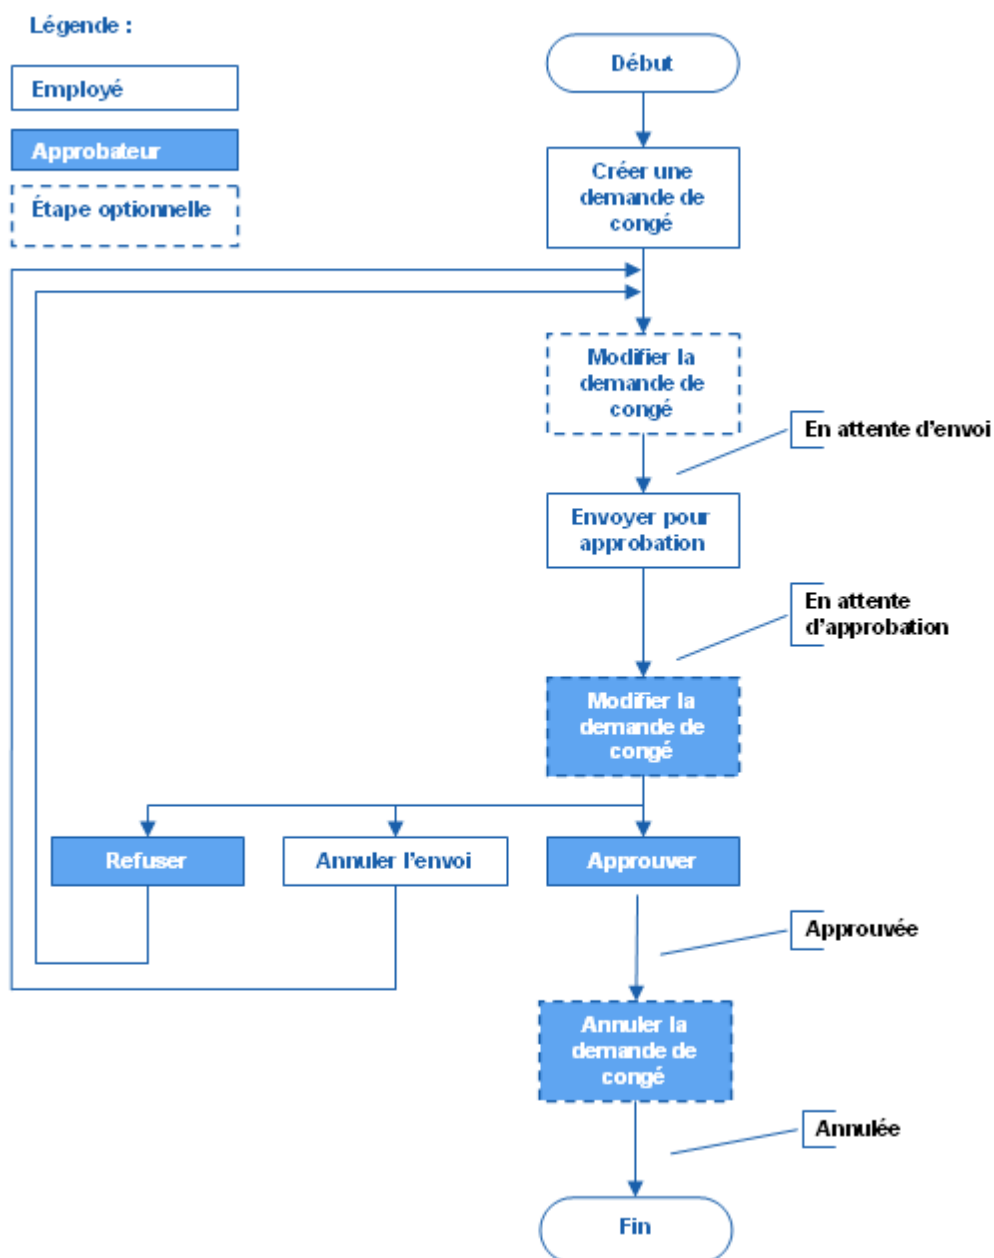 Légende :
Employé
Approbateur
Étape optionnelle
Début
Créer une
demande de
congé
Modifier la
demande de
congé
En attente d'envoi
Envoyer pour
approbation
En attente
d'approbation
Modifier la
demande de
congé
Refuser
Annuler l'envoi
Approuver
Approuvée
Annuler la
demande de
congé
Annulée
Fin